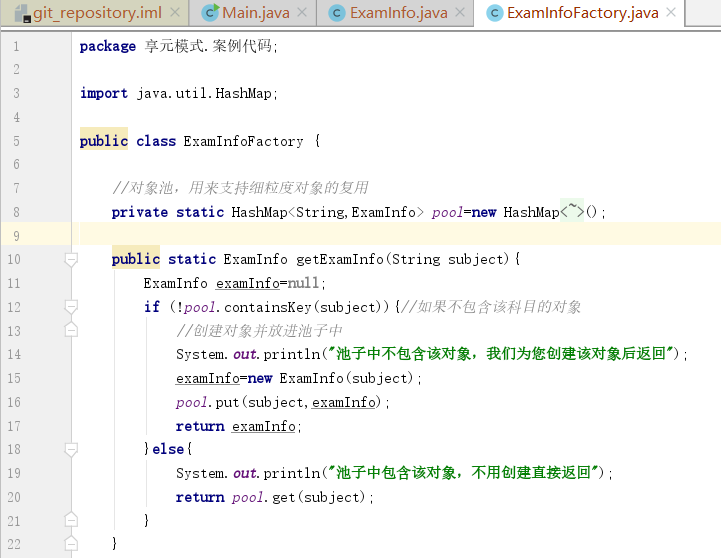 git_repository.iml Main.java ExamInfo.java ExamInfoFactory.java
1 package 享元模式.案例代码;
2
3 import java.util.HashMap;
4
5 public class ExamInfoFactory {
6
7 //对象池，用来支持细粒度对象的复用
8 private static HashMap<String,ExamInfo> pool=new HashMap<~>();
9
10 public static ExamInfo getExamInfo(String subject){
11 ExamInfo examInfo=null;
12 if (!pool.containsKey(subject)){//如果不包含该科目的对象
13 //创建对象并放进池子中
14 System.out.println("池子中不包含该对象，我们为您创建该对象后返回");
15 examInfo=new ExamInfo(subject);
16 pool.put(subject,examInfo);
17 return examInfo;
18 }else{
19 System.out.println("池子中包含该对象，不用创建直接返回");
20 return pool.get(subject);
21 }
22 }